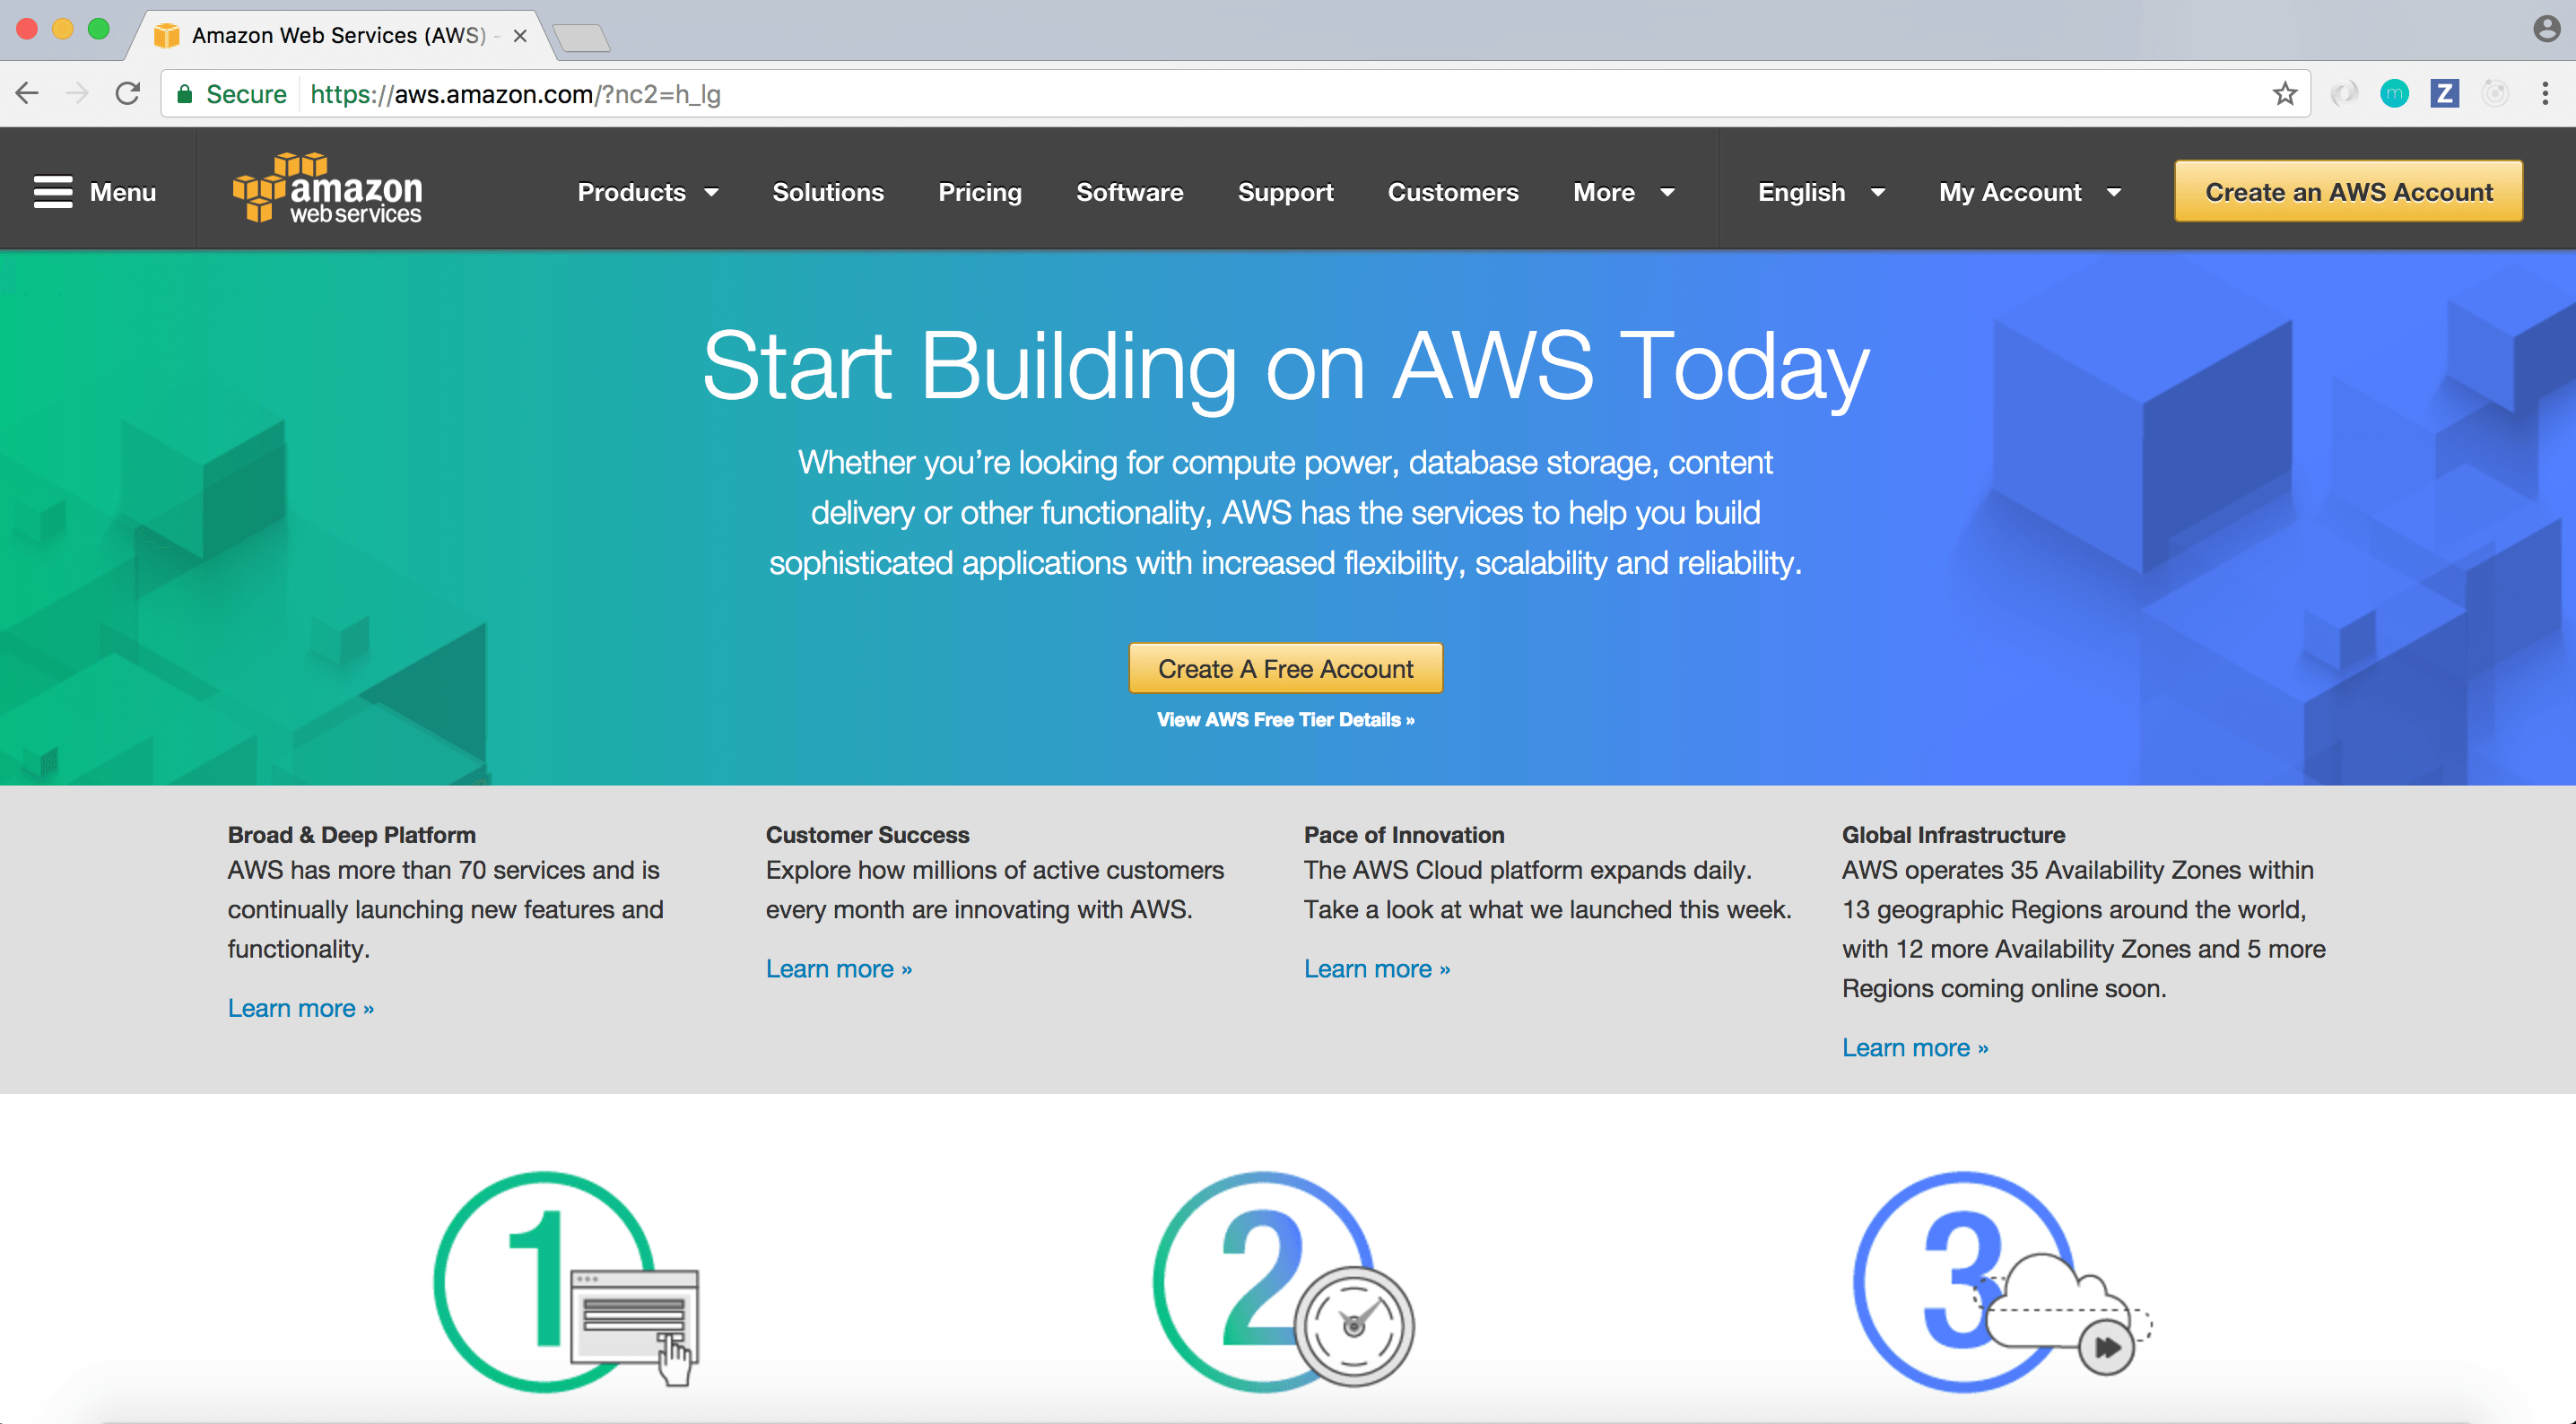 Amazon Web Services (AWS) -
Secure
https://aws.amazon.com/?nc2=h_lg
m
Z
Menu
amazon
web services
Products
Solutions
Pricing
Software
Support
Customers
More
English
My Account
Create an AWS Account
Start Building on AWS Today
Whether you’re looking for compute power, database storage, content
delivery or other functionality, AWS has the services to help you build
sophisticated applications with increased flexibility, scalability and reliability.
Create A Free Account
View AWS Free Tier Details »
Broad & Deep Platform
AWS has more than 70 services and is
continually launching new features and
functionality.
Learn more »
Customer Success
Explore how millions of active customers
every month are innovating with AWS.
Learn more »
Pace of Innovation
The AWS Cloud platform expands daily.
Take a look at what we launched this week.
Learn more »
Global Infrastructure
AWS operates 35 Availability Zones within
13 geographic Regions around the world,
with 12 more Availability Zones and 5 more
Regions coming online soon.
Learn more »
1
2
3